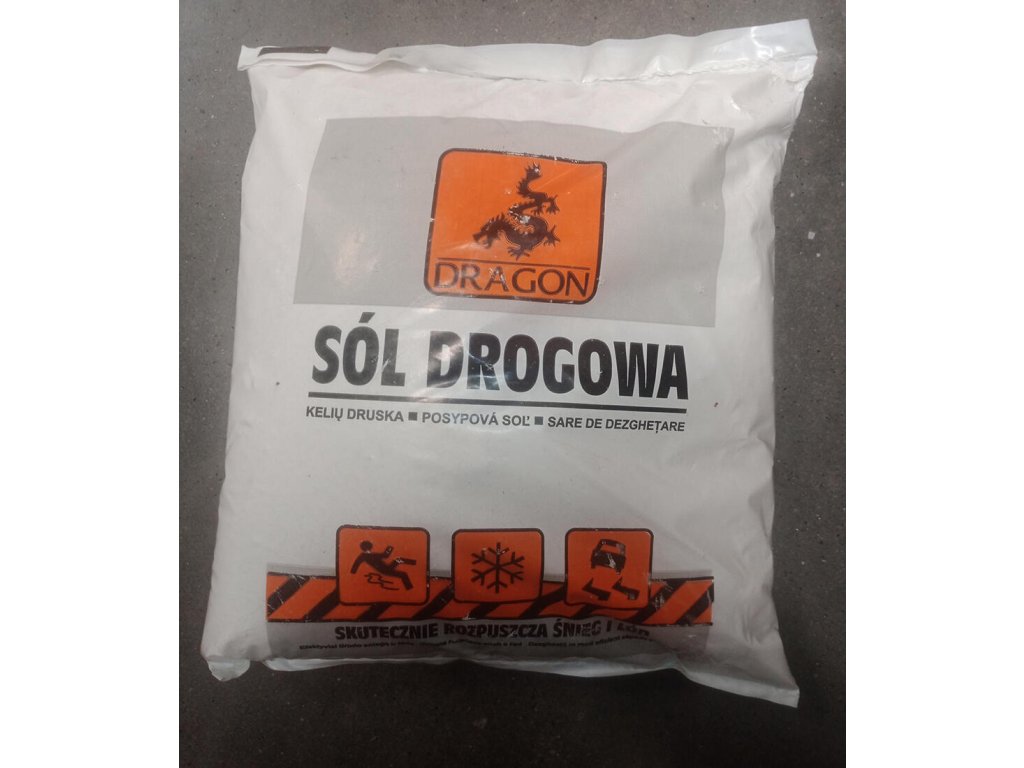 DRAGON
SÓL DROGOWA
KELIŲ DRUSKA ■ POSYPOVÁ SOĽ ■ SARE DE DEZGHEȚARE
SKUTECZNIE ROZPUSZCZA ŚNIEG I LÓD